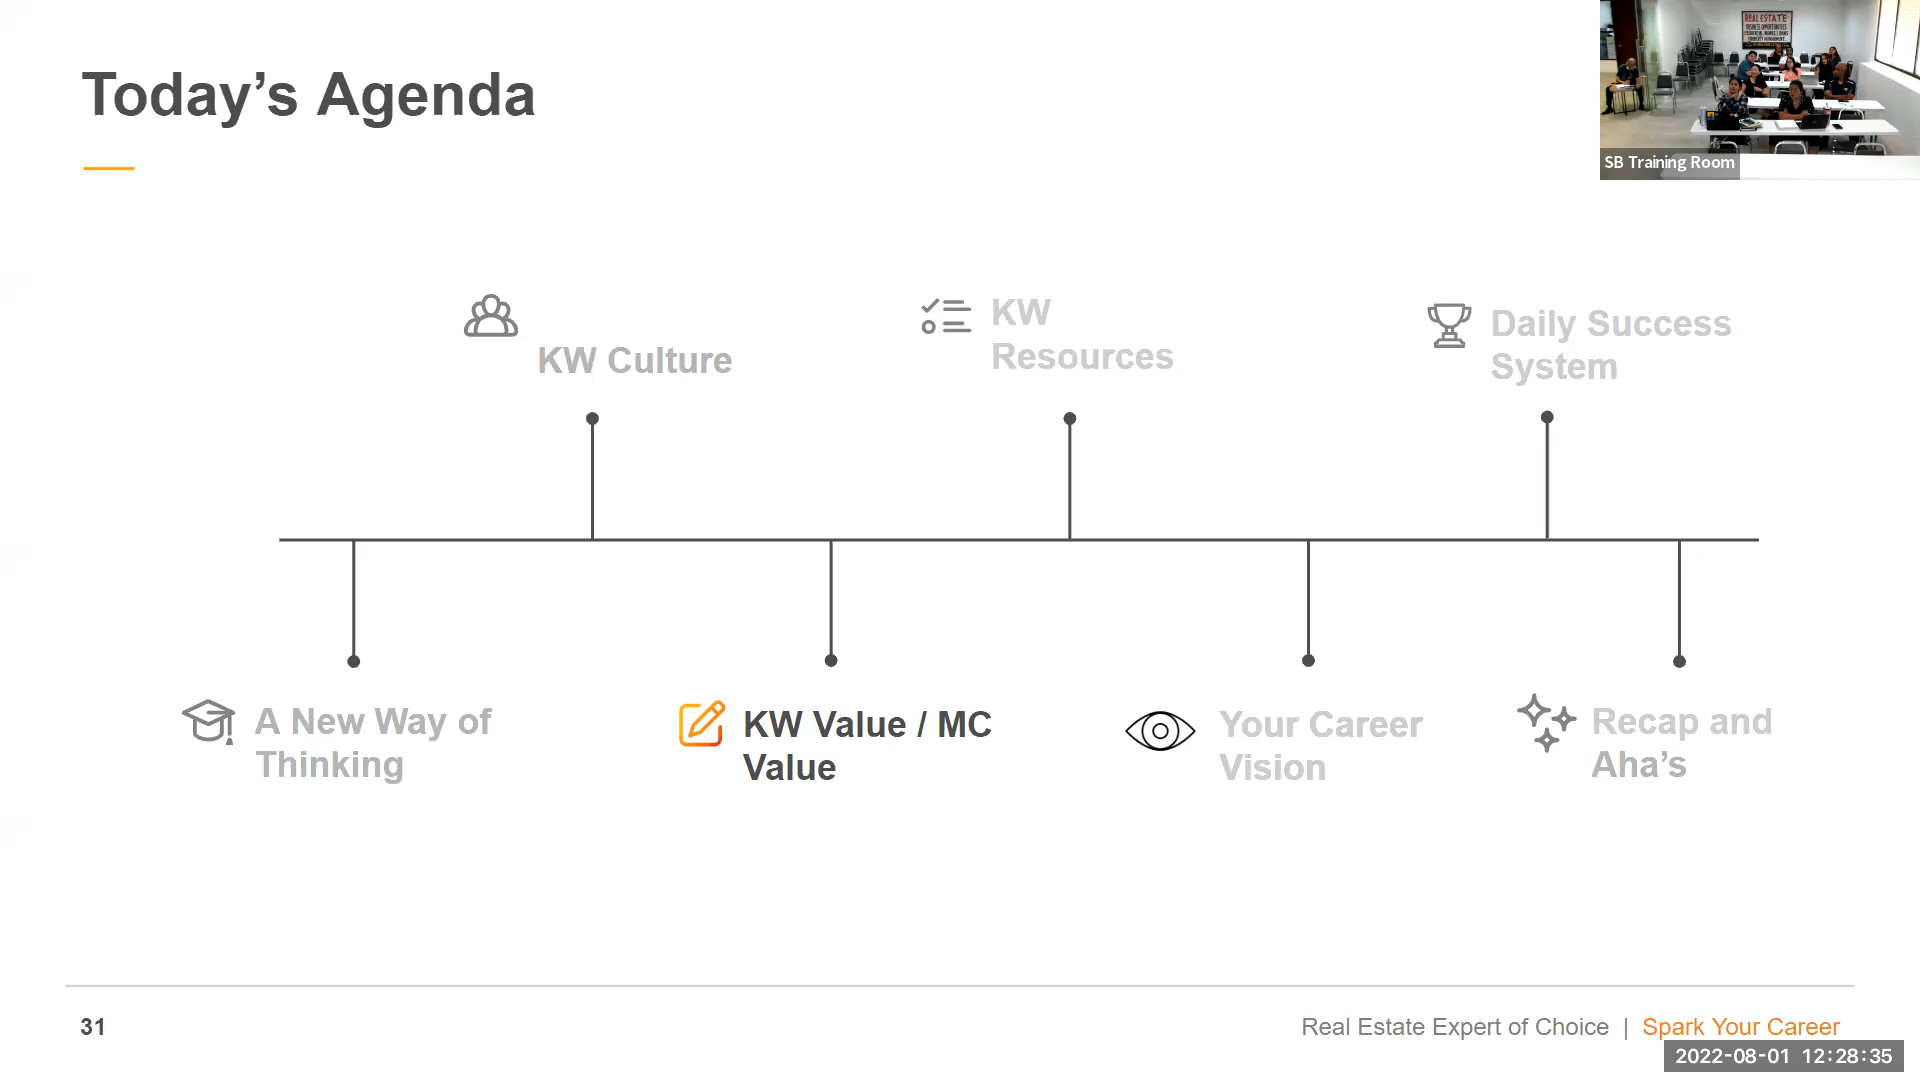 Today’s Agenda
REAL ESTATE
SB Training Room
KW Culture
KW
Resources
Daily Success
System
A New Way of
Thinking
KW Value / MC
Value
Your Career
Vision
Recap and
Aha’s
31
Real Estate Expert of Choice | Spark Your Career
2022-08-01 12:28:35